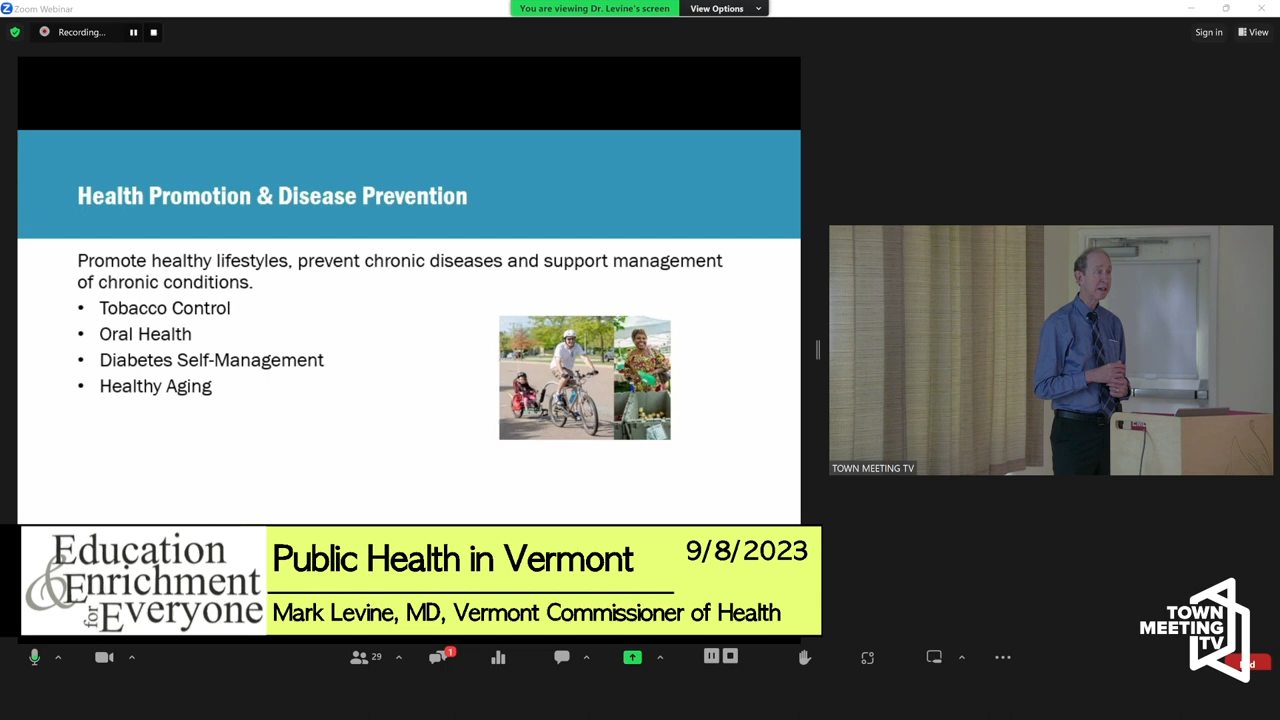 Zoom Webinar
You are viewing Dr. Levine's screen
View Options
Recording...
Sign in
View
Health Promotion & Disease Prevention
Promote healthy lifestyles, prevent chronic diseases and support management
of chronic conditions.
• Tobacco Control
• Oral Health
• Diabetes Self-Management
• Healthy Aging
TOWN MEETING TV
Education
& Enrichment
for Everyone
Public Health in Vermont
9/8/2023
Mark Levine, MD, Vermont Commissioner of Health
29
1
TOWN
MEETING
TV